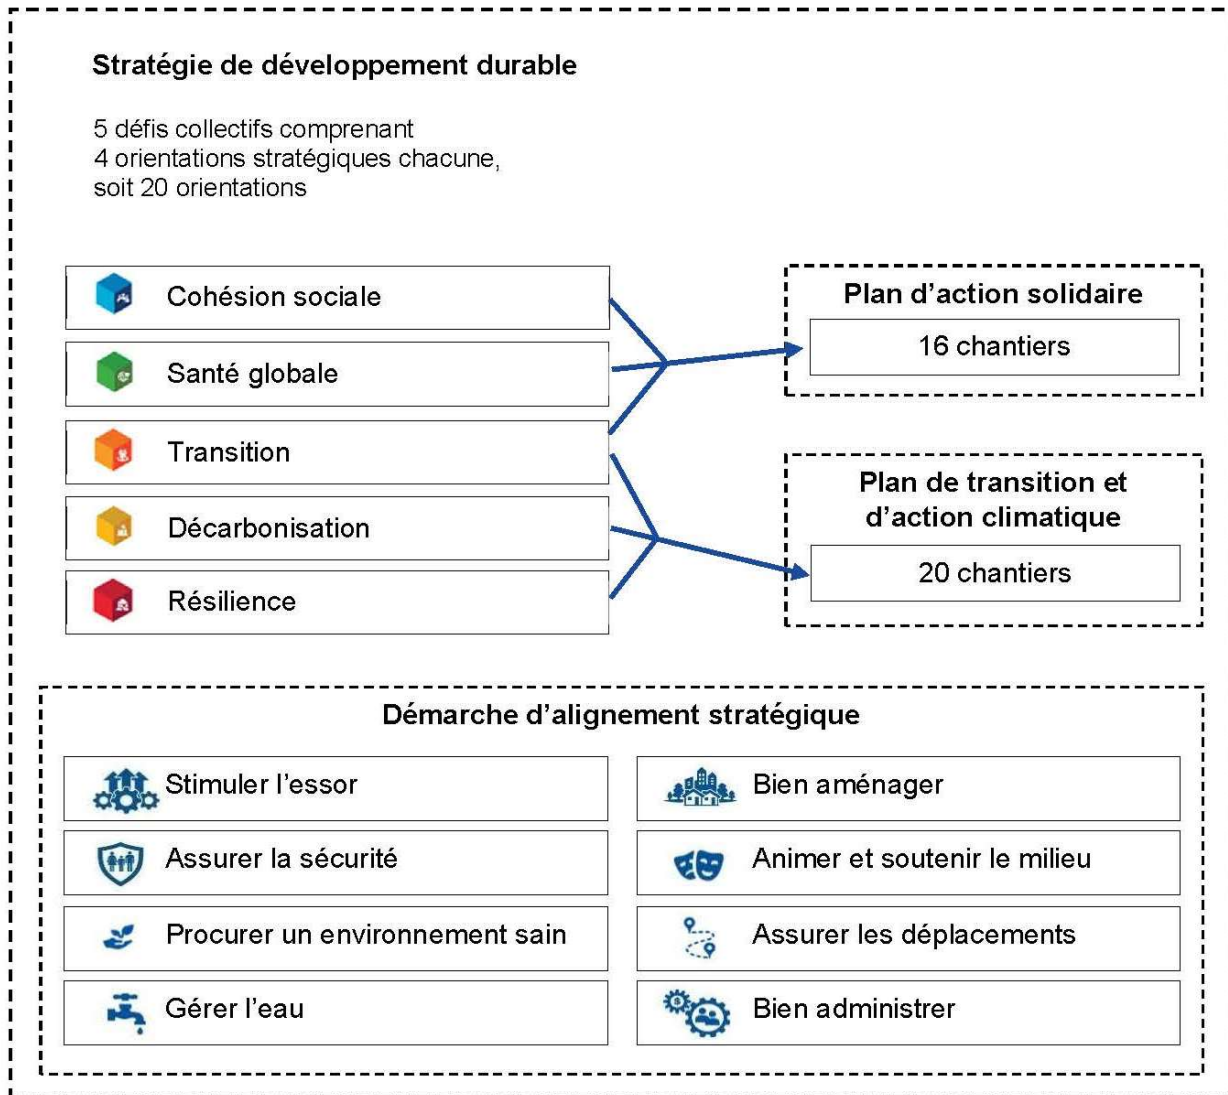 Stratégie de développement durable
5 défis collectifs comprenant
4 orientations stratégiques chacune,
soit 20 orientations
Cohésion sociale
Santé globale
Transition
Décarbonisation
Résilience
Plan d’action solidaire
16 chantiers
Plan de transition et
d’action climatique
20 chantiers
Démarche d’alignement stratégique
Stimuler l’essor
Assurer la sécurité
Procurer un environnement sain
Gérer l’eau
Bien aménager
Animer et soutenir le milieu
Assurer les déplacements
Bien administrer